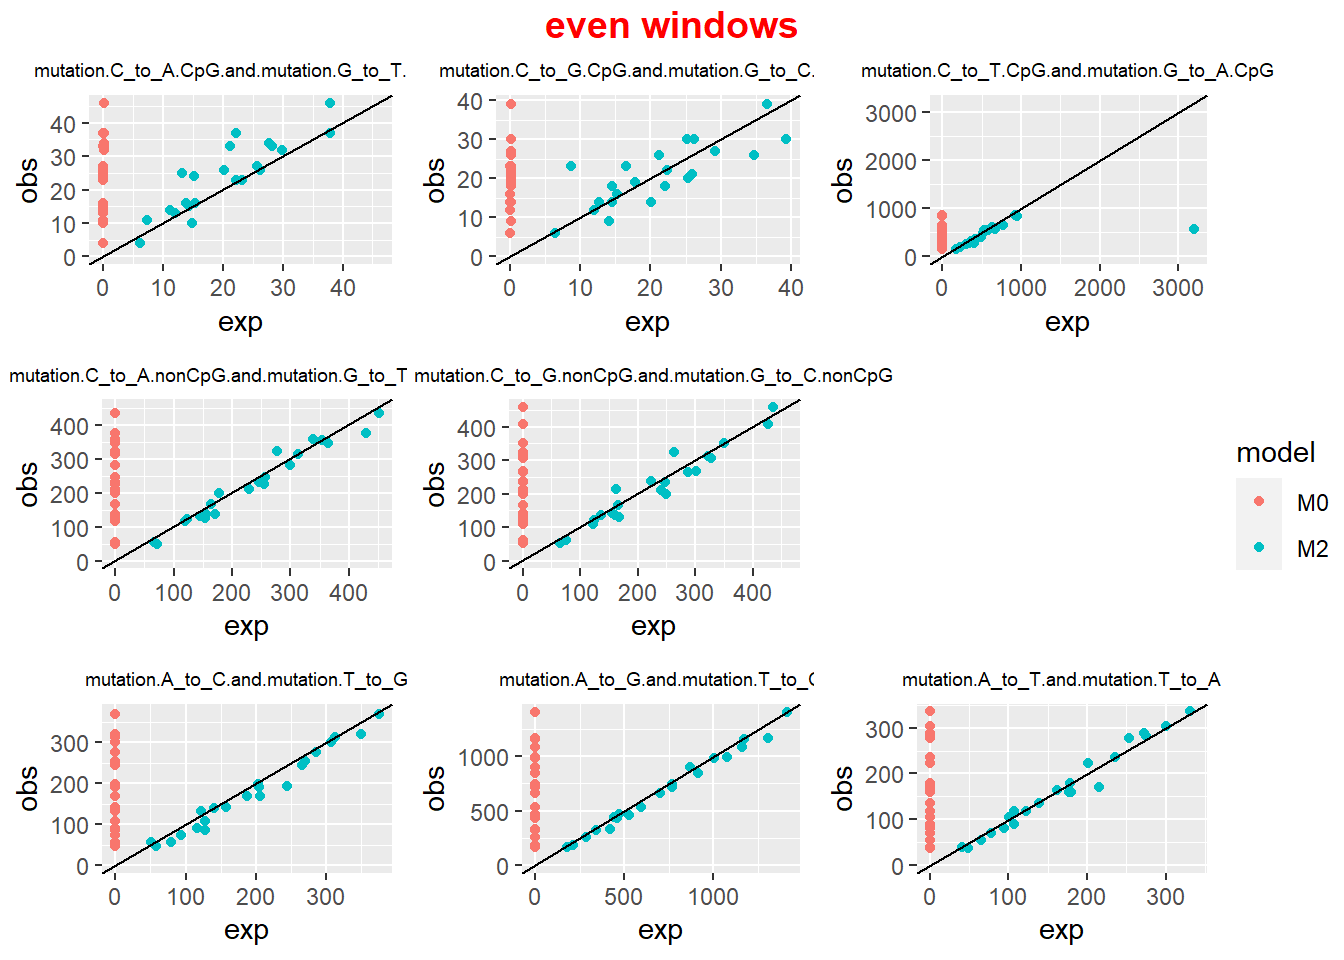 even windows
mutation.C_to_A.CpG.and.mutation.G_to_T.
mutation.C_to_G.CpG.and.mutation.G_to_C.
mutation.C_to_T.CpG.and.mutation.G_to_A.CpG
obs
40
30
20
10
0
0 10 20 30 40
exp
obs
40
30
20
10
0
0 10 20 30 40
exp
obs
3000
2000
1000
0
0 1000 2000 3000
exp
mutation.C_to_A.nonCpG.and.mutation.G_to_T
mutation.C_to_G.nonCpG.and.mutation.G_to_C.nonCpG
obs
400
300
200
100
0
0 100 200 300 400
exp
obs
400
300
200
100
0
0 100 200 300 400
exp
model
M0
M2
mutation.A_to_C.and.mutation.T_to_G
mutation.A_to_G.and.mutation.T_to_
mutation.A_to_T.and.mutation.T_to_A
obs
300
200
100
0
0 100 200 300
exp
obs
1000
500
0
0 500 1000
exp
obs
300
200
100
0
0 100 200 300
exp